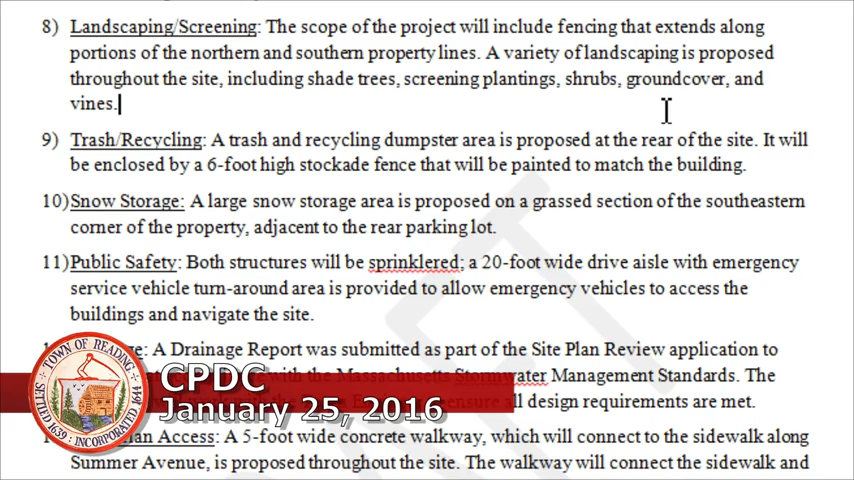 8) Landscaping/Screening: The scope of the project will include fencing that extends along
portions of the northern and southern property lines. A variety of landscaping is proposed
throughout the site, including shade trees, screening plantings, shrubs, groundcover, and
vines.
9) Trash/Recycling: A trash and recycling dumpster area is proposed at the rear of the site. It will
be enclosed by a 6-foot high stockade fence that will be painted to match the building.
10) Snow Storage: A large snow storage area is proposed on a grassed section of the southeastern
corner of the property, adjacent to the rear parking lot.
11) Public Safety: Both structures will be sprinklered; a 20-foot wide drive aisle with emergency
service vehicle turn-around area is provided to allow emergency vehicles to access the
buildings and navigate the site.
A Drainage Report was submitted as part of the Site Plan Review application to
with the Massachusetts Stormwater Management Standards. The
all design requirements are met.
Access: A 5-foot wide concrete walkway, which will connect to the sidewalk along
Summer Avenue, is proposed throughout the site. The walkway will connect the sidewalk and
TOWN OF READING
SETTLED 1639
INCORPORATED 1644
CPDC
January 25, 2016